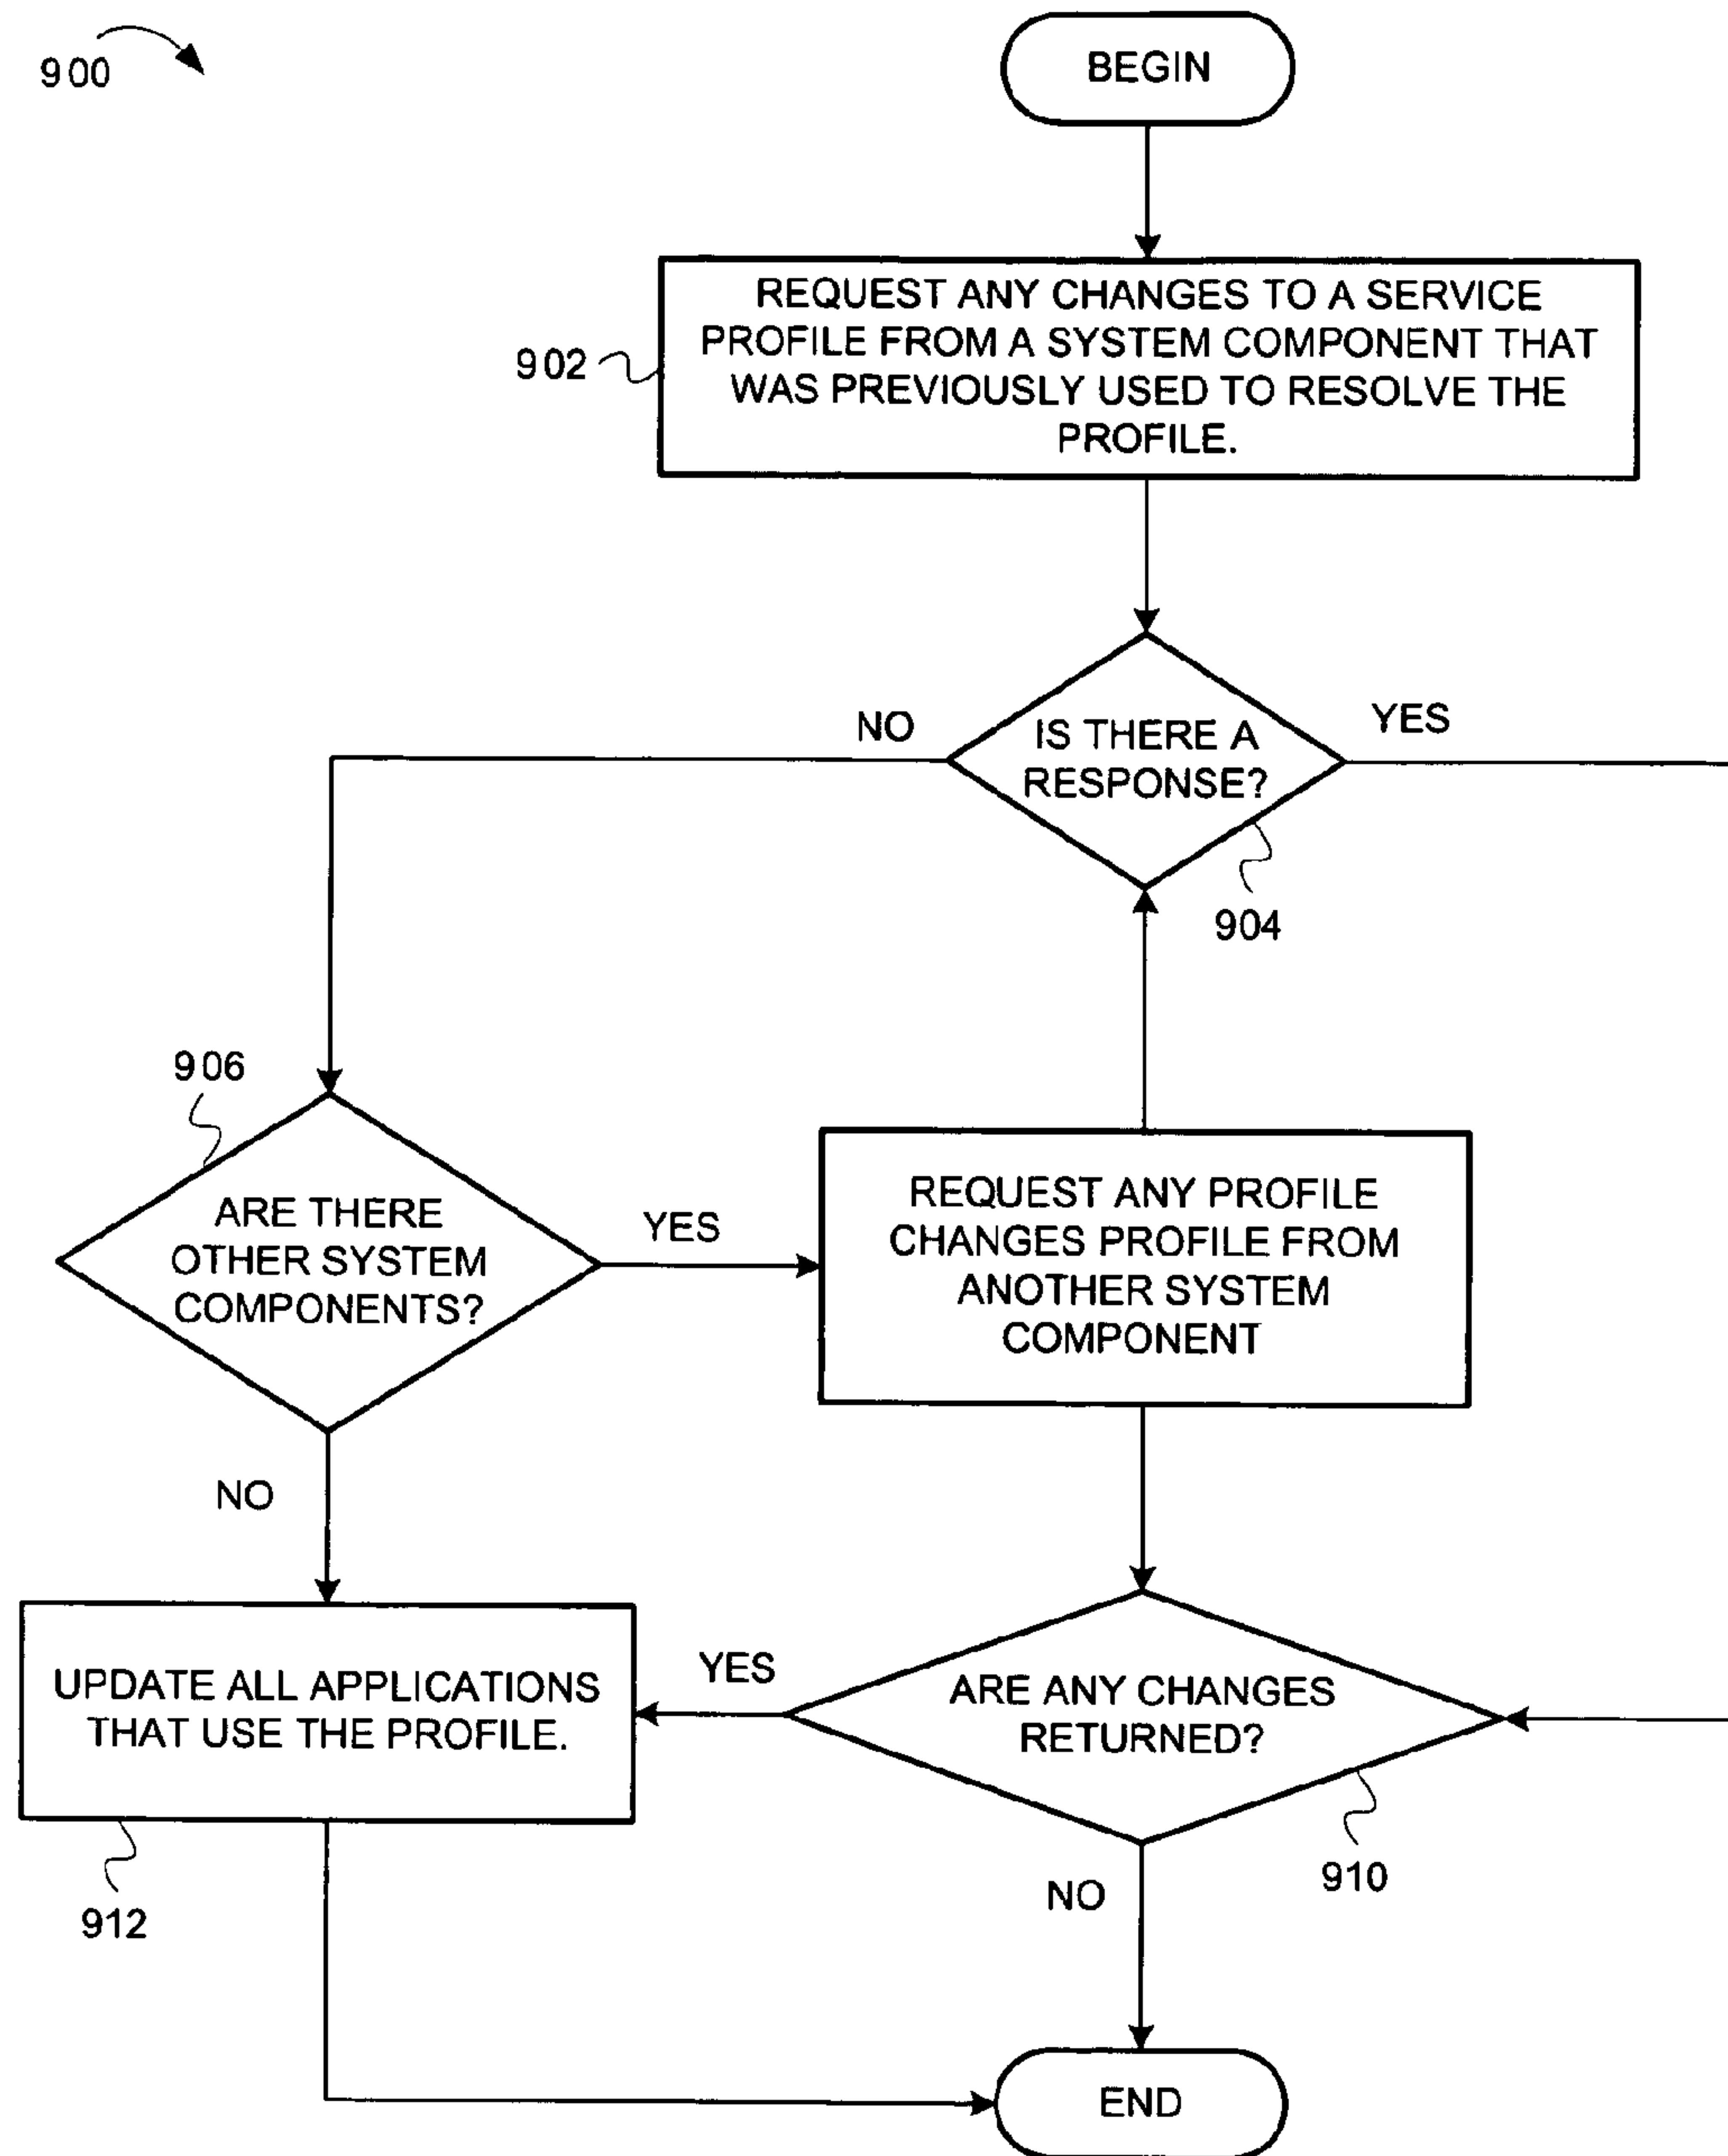 900
BEGIN
REQUEST ANY CHANGES TO A SERVICE
PROFILE FROM A SYSTEM COMPONENT THAT
WAS PREVIOUSLY USED TO RESOLVE THE
PROFILE.
902
NO
IS THERE A
RESPONSE?
YES
904
906
ARE THERE
OTHER SYSTEM
COMPONENTS?
YES
REQUEST ANY PROFILE
CHANGES PROFILE FROM
ANOTHER SYSTEM
COMPONENT
NO
UPDATE ALL APPLICATIONS
THAT USE THE PROFILE.
YES
ARE ANY CHANGES
RETURNED?
912
NO
910
END